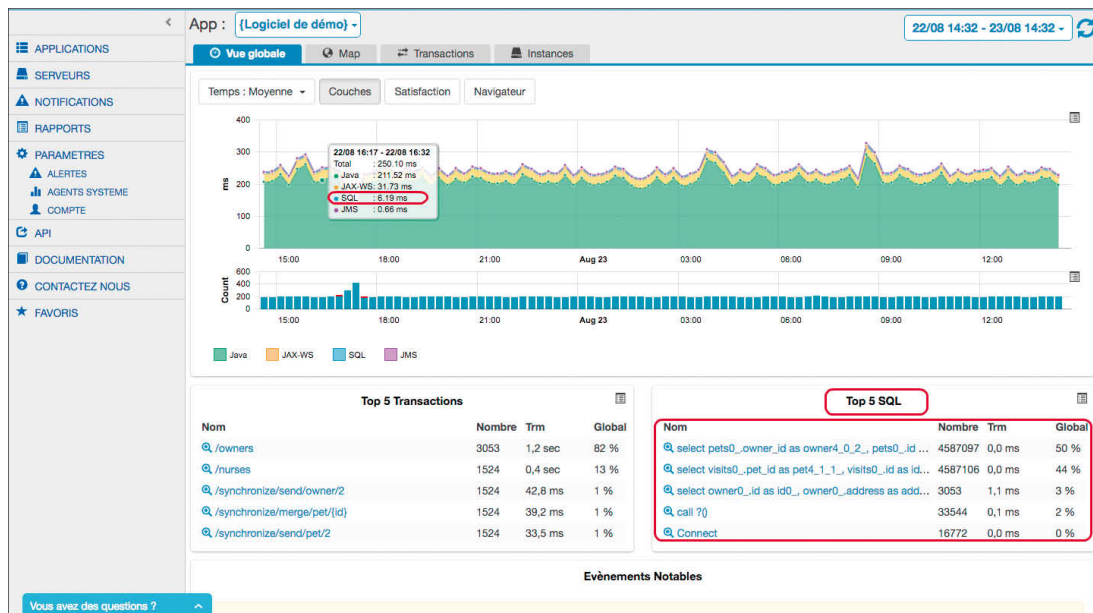 App : {Logiciel de démo}
22/08 14:32 - 23/08 14:32
APPLICATIONS
SERVEURS
NOTIFICATIONS
RAPPORTS
PARAMETRES
ALERTES
AGENTS SYSTEME
COMPTE
API
DOCUMENTATION
CONTACTEZ NOUS
FAVORIS
Vue globale Map Transactions Instances
Temps : Moyenne Couches Satisfaction Navigateur
400
300
200
100
0
ms
22/08 16:17 - 22/08 16:32
Total : 250.10 ms
Java : 211.52 ms
JAX-WS: 31.73 ms
SQL : 6.19 ms
JMS : 0.66 ms
15:00 18:00 21:00 Aug 23 03:00 06:00 09:00 12:00
600
400
200
0
Count
15:00 18:00 21:00 Aug 23 03:00 06:00 09:00 12:00
Java JAX-WS SQL JMS
Top 5 Transactions
Nom Nombre Trm Global
/owners 3053 1,2 sec 82 %
/nurses 1524 0,4 sec 13 %
/synchronize/send/owner/2 1524 42,8 ms 1 %
/synchronize/merge/pet/{id} 1524 39,2 ms 1 %
/synchronize/send/pet/2 1524 33,5 ms 1 %
Top 5 SQL
Nom Nombre Trm Global
select pets0_.owner_id as owner4_0_2_, pets0_.id ... 4587097 0,0 ms 50 %
select visits0_.pet_id as pet4_1_1_, visits0_.id as id... 4587106 0,0 ms 44 %
select owner0_.id as id0_, owner0_.address as add... 3053 1,1 ms 3 %
call ?() 33544 0,1 ms 2 %
Connect 16772 0,0 ms 0 %
Evènements Notables
Vous avez des questions ?